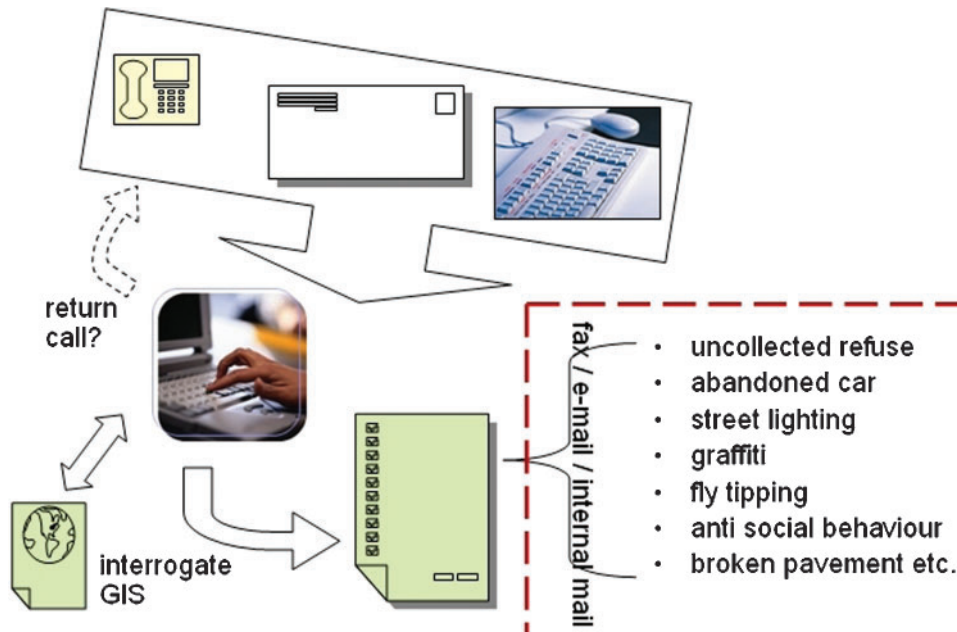 return
call?
interrogate
GIS
fax / e-mail / internal mail
• uncollected refuse
• abandoned car
• street lighting
• graffiti
• fly tipping
• anti social behaviour
• broken pavement etc.